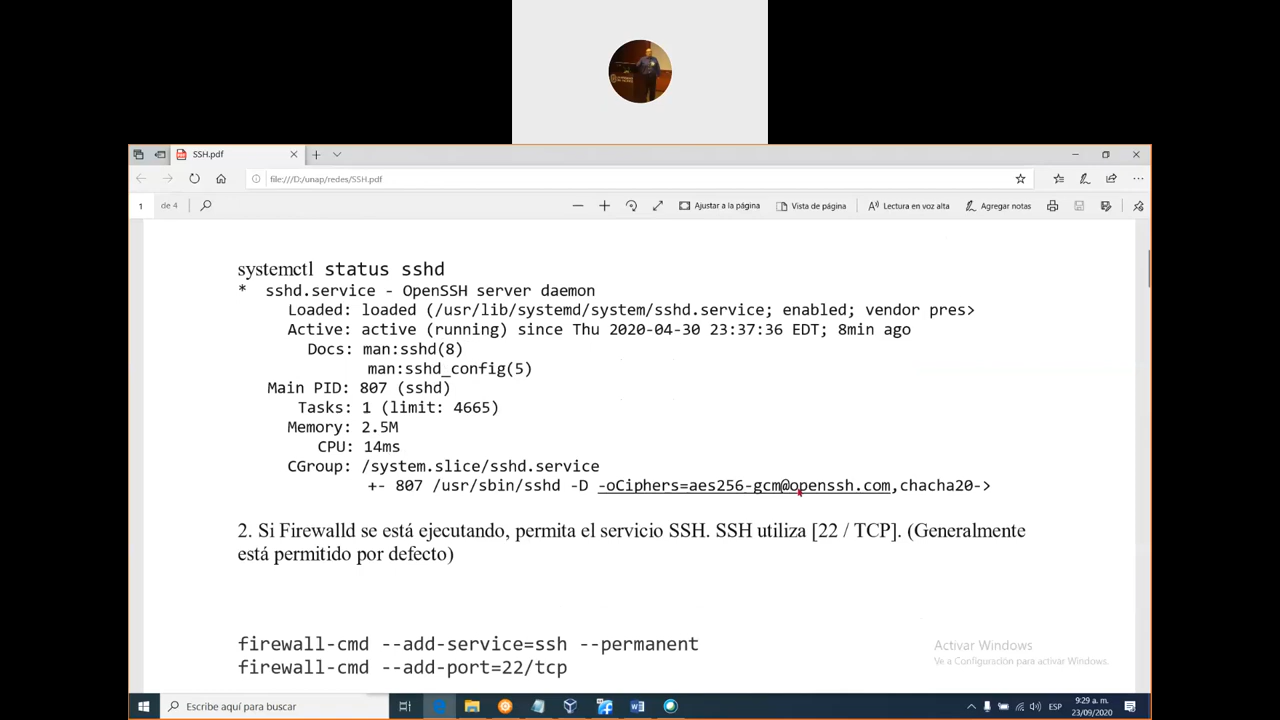 SSH.pdf
file:///D:/unap/redes/SSH.pdf
1 de 4
Ajustar a la página
Vista de página
Lectura en voz alta
Agregar notas
systemctl status sshd
* sshd.service - OpenSSH server daemon
Loaded: loaded (/usr/lib/systemd/system/sshd.service; enabled; vendor pres>
Active: active (running) since Thu 2020-04-30 23:37:36 EDT; 8min ago
Docs: man:sshd(8)
man:sshd_config(5)
Main PID: 807 (sshd)
Tasks: 1 (limit: 4665)
Memory: 2.5M
CPU: 14ms
CGroup: /system.slice/sshd.service
+- 807 /usr/sbin/sshd -D -oCiphers=aes256-gcm@openssh.com,chacha20->
2. Si Firewalld se está ejecutando, permita el servicio SSH. SSH utiliza [22 / TCP]. (Generalmente
está permitido por defecto)
firewall-cmd --add-service=ssh --permanent
firewall-cmd --add-port=22/tcp
Activar Windows
Ve a Configuración para activar Windows.
Escribe aquí para buscar
ESP
9:29 a. m.
23/09/2020